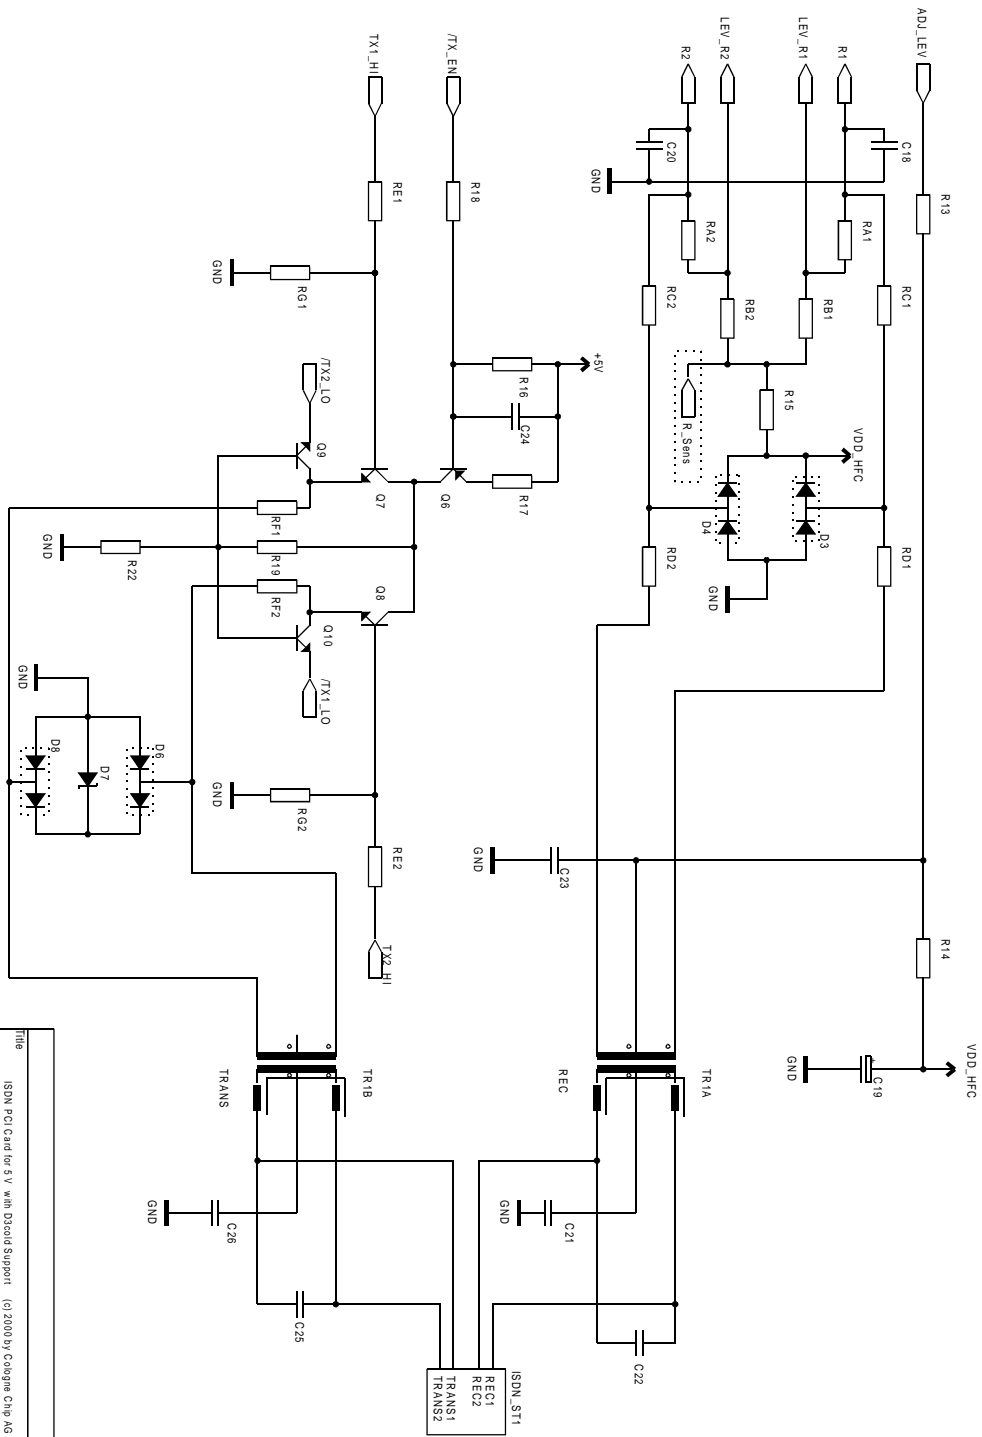 ADJ_LEV
R1
LEV_R1
LEV_R2
R2
/TX_EN
TX1_HI
C18
C20
GND
R13
RA1
RA2
R18
RE1
RC1
RB1
RB2
RC2
RG1
GND
+5V
R16
C24
R17
R15
R_Sens
VDD_HFC
D3
D4
GND
/TX2_LO
Q9
Q7
Q6
RF1
R19
RF2
R22
GND
Q8
Q10
/TX1_LO
RD1
RD2
GND
D8
D7
D6
RG2
GND
RE2
TX2_HI
C23
GND
R14
VDD_HFC
C19
+
GND
TR1A
REC
TR1B
TRANS
C21
GND
C26
GND
C22
C25
ISDN_ST1
REC1
REC2
TRANS1
TRANS2
Title
ISDN PCI Card for 5 V with D3cold Support (c) 2000 by Cologne Chip AG